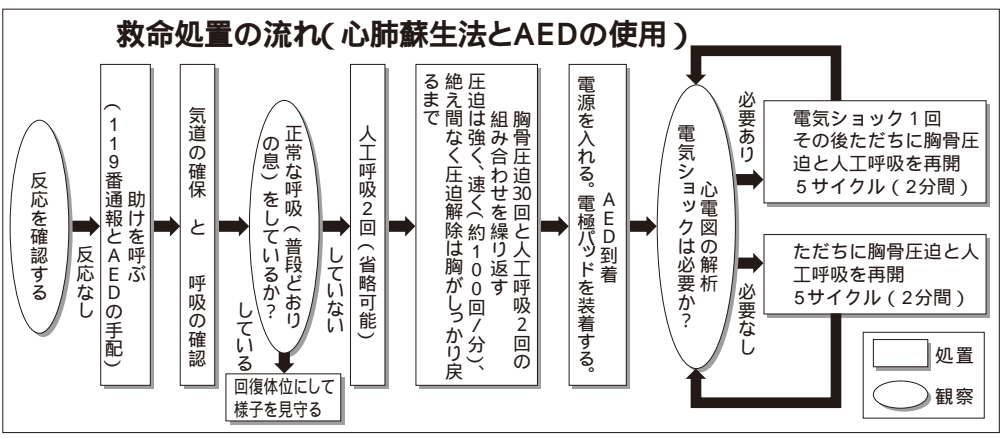 救命処置の流れ(心肺蘇生法とAEDの使用)
反応を確認する
反応なし
助けを呼ぶ
(119番通報とAEDの手配)
気道の確保 と 呼吸の確認
正常な呼吸(普段どおり
の息)をしているか?
している
回復体位にして
様子を見守る
していない
人工呼吸2回(省略可能)
胸骨圧迫30回と人工呼吸2回の
組み合わせを繰り返す
圧迫は強く、速く(約100回/分)、
絶え間なく圧迫解除は胸がしっかり戻
るまで
AED到着
電源を入れる。電極パッドを装着する。
心電図の解析
電気ショックは必要か?
必要あり
電気ショック1回
その後ただちに胸骨圧
迫と人工呼吸を再開
5サイクル(2分間)
必要なし
ただちに胸骨圧迫と人
工呼吸を再開
5サイクル(2分間)
処置
観察